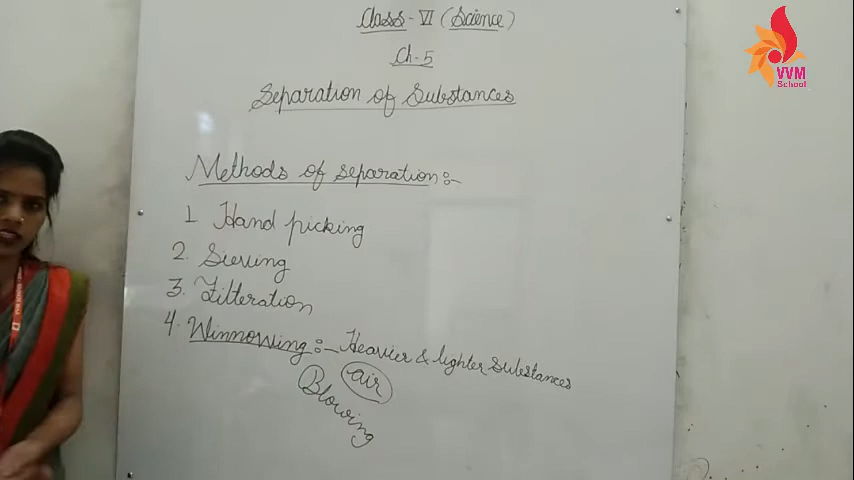 Class - VI (Science)
Ch-5
Separation of Substances
Methods of separation :-
1 Hand picking
2. Sieving
3. Filteration
4. Winnowing :- Heavier & lighter Substances
air
Blowing
VVM
School